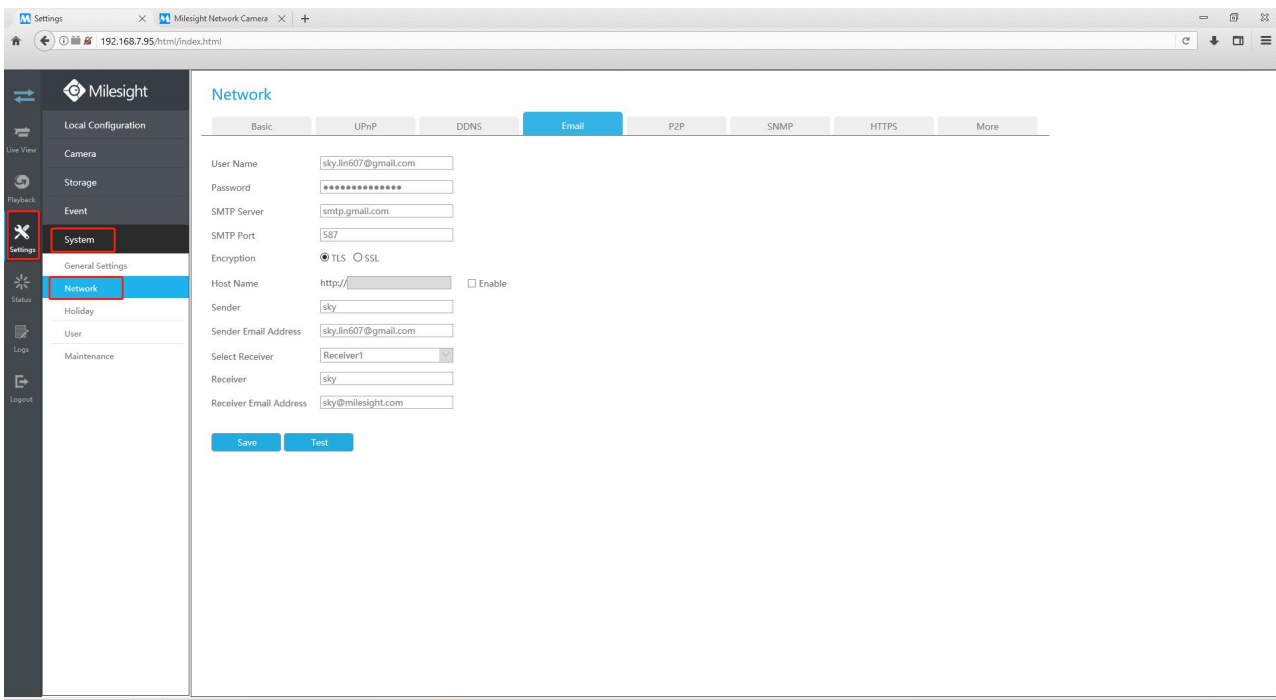 Settings
Milesight Network Camera
192.168.7.95/html/index.html
Live View
Playback
Settings
Status
Logs
Logout
Milesight
Local Configuration
Camera
Storage
Event
System
General Settings
Network
Holiday
User
Maintenance
Network
Basic UPnP DDNS Email P2P SNMP HTTPS More
User Name sky.lin607@gmail.com
Password
SMTP Server smtp.gmail.com
SMTP Port 587
Encryption TLS SSL
Host Name http:// Enable
Sender sky
Sender Email Address sky.lin607@gmail.com
Select Receiver Receiver1
Receiver sky
Receiver Email Address sky@milesight.com
Save Test